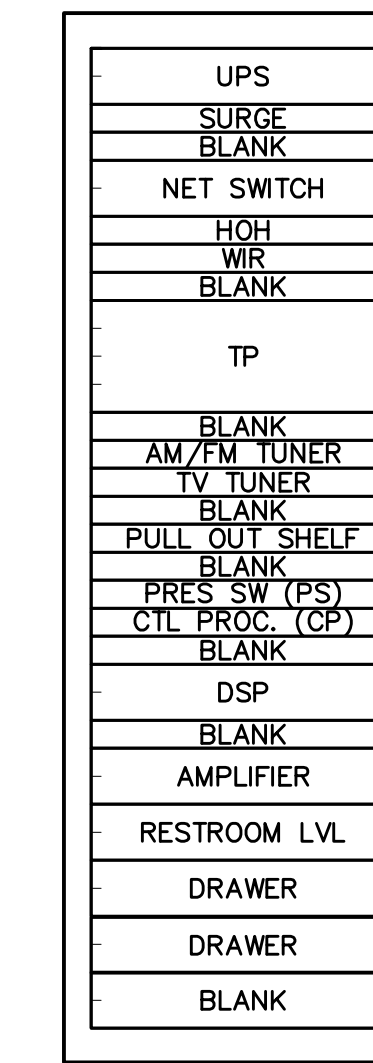 UPS
SURGE
BLANK
NET SWITCH
HOH
WIR
BLANK
TP
BLANK
AM/FM TUNER
TV TUNER
BLANK
PULL OUT SHELF
BLANK
PRES SW (PS)
CTL PROC. (CP)
BLANK
DSP
BLANK
AMPLIFIER
RESTROOM LVL
DRAWER
DRAWER
BLANK